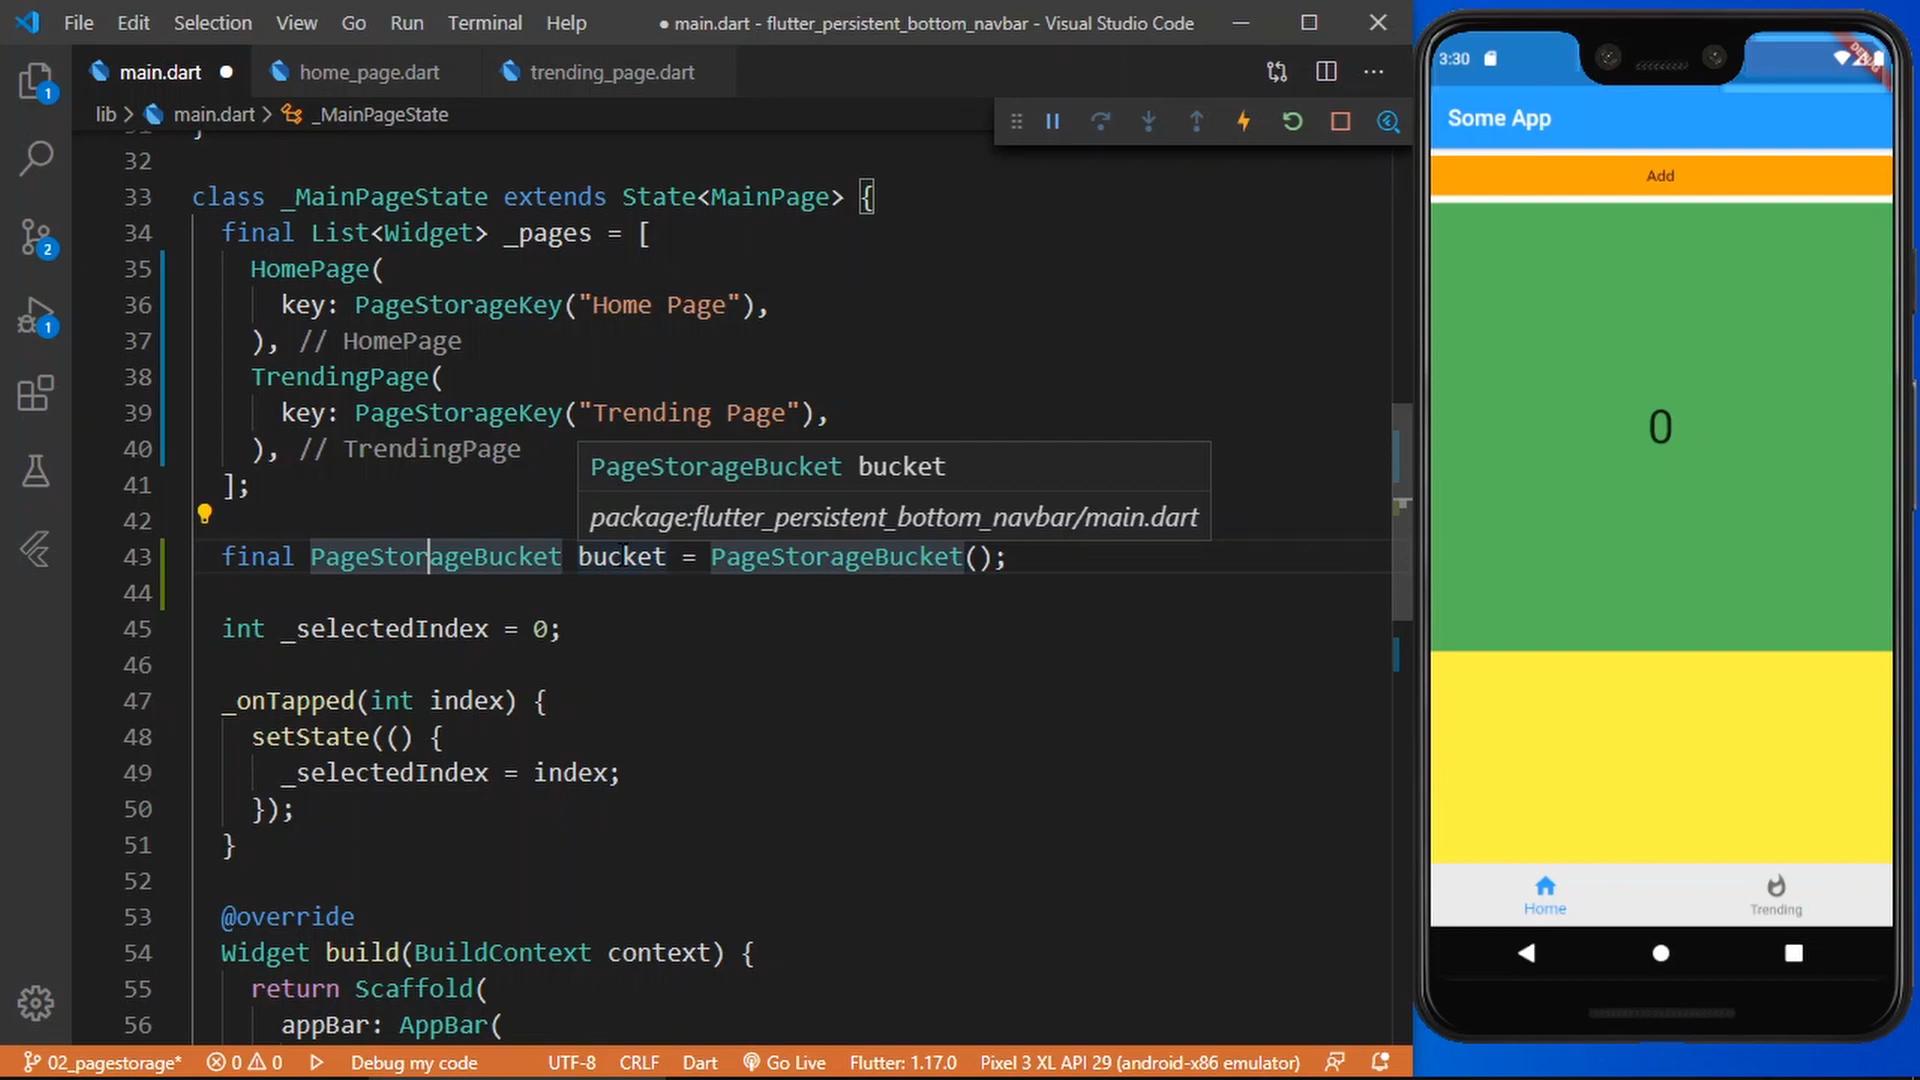 File Edit Selection View Go Run Terminal Help ● main.dart - flutter_persistent_bottom_navbar - Visual Studio Code
main.dart home_page.dart trending_page.dart
lib > main.dart > _MainPageState
32
33 class _MainPageState extends State<MainPage> {
34 final List<Widget> _pages = [
35 HomePage(
36 key: PageStorageKey("Home Page"),
37 ), // HomePage
38 TrendingPage(
39 key: PageStorageKey("Trending Page"),
40 ), // TrendingPage
41 ];
PageStorageBucket bucket
package:flutter_persistent_bottom_navbar/main.dart
42
43 final PageStorageBucket bucket = PageStorageBucket();
44
45 int _selectedIndex = 0;
46
47 _onTapped(int index) {
48 setState(() {
49 _selectedIndex = index;
50 });
51 }
52
53 @override
54 Widget build(BuildContext context) {
55 return Scaffold(
56 appBar: AppBar(
1
2
1
02_pagestorage* 0 0 Debug my code UTF-8 CRLF Dart Go Live Flutter: 1.17.0 Pixel 3 XL API 29 (android-x86 emulator)
3:30
DEBUG
Some App
Add
0
Home
Trending